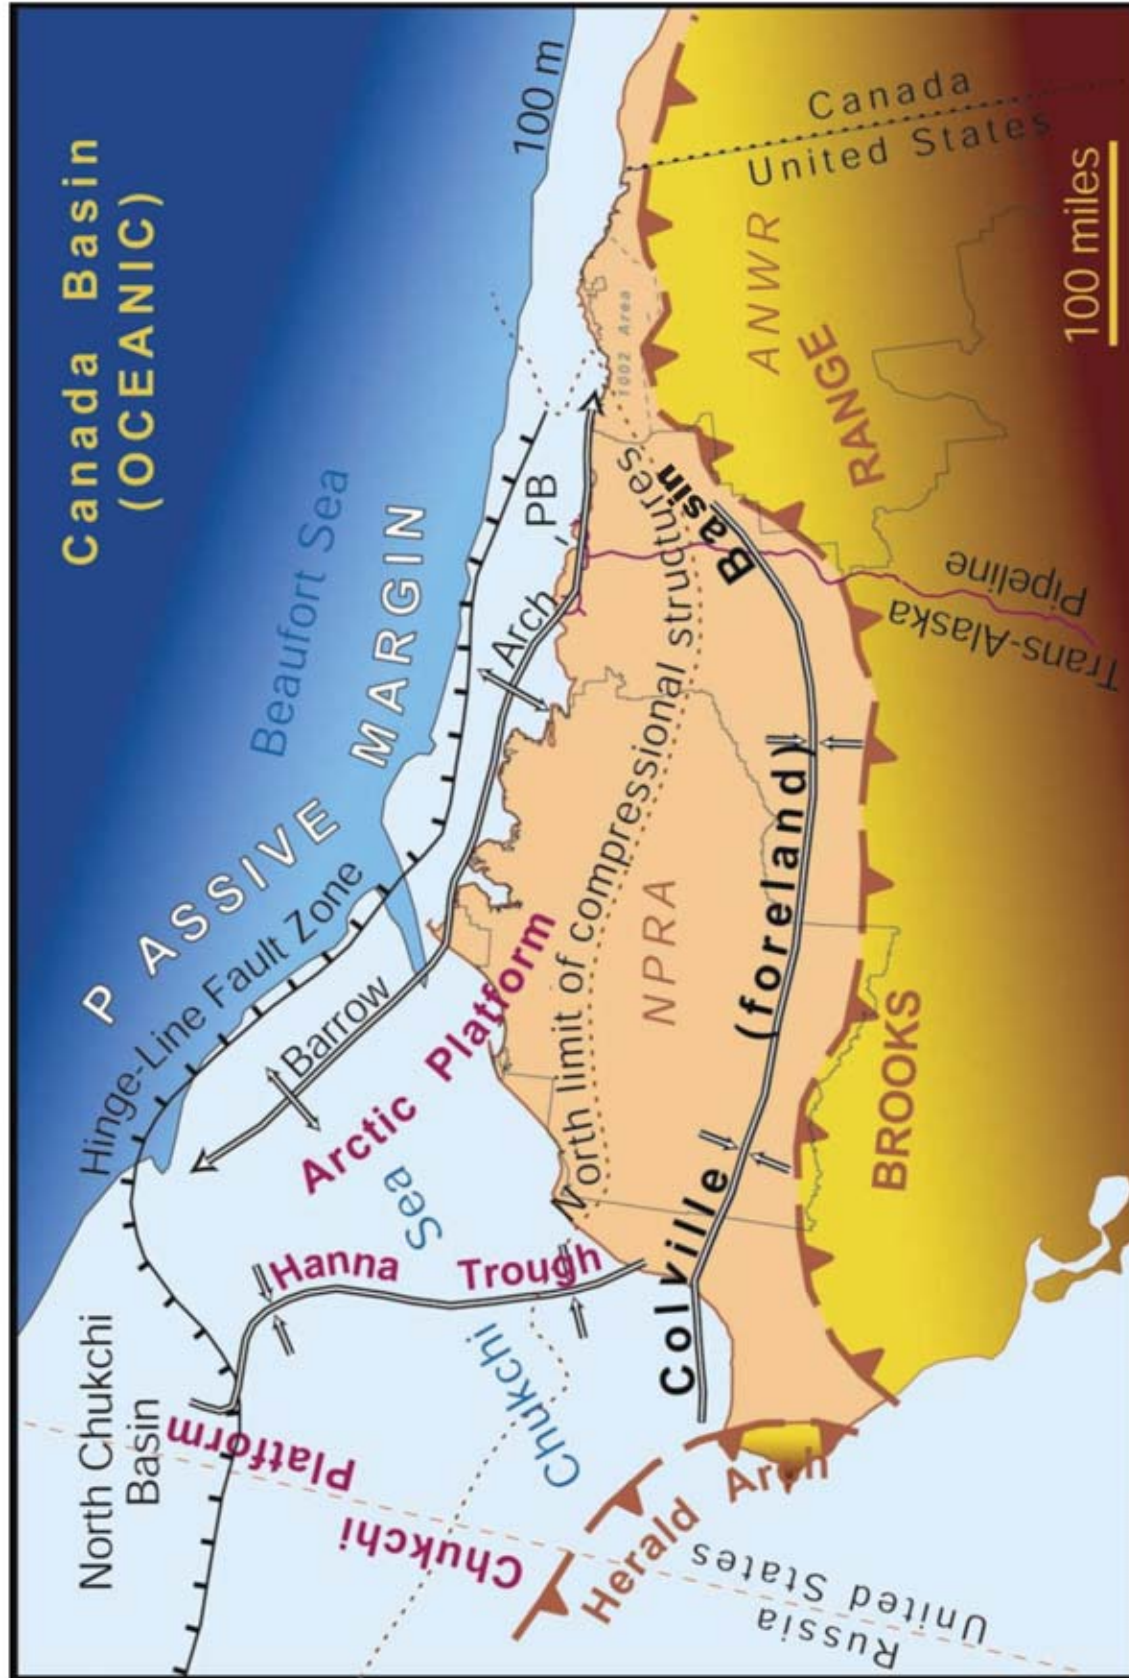 Canada Basin
(OCEANIC)
100 m
Beaufort Sea
PASSIVE MARGIN
Hinge-Line Fault Zone
North Chukchi
Basin
Barrow Arch
PB
Arctic Platform
Hanna Trough
Chukchi Sea
Chukchi Platform
North limit of compressional structures
1002 Area
NPRA
ANWR
Colville (foreland) Basin
Herald Arch
BROOKS RANGE
Trans-Alaska
Pipeline
Canada
United States
Russia
United States
100 miles